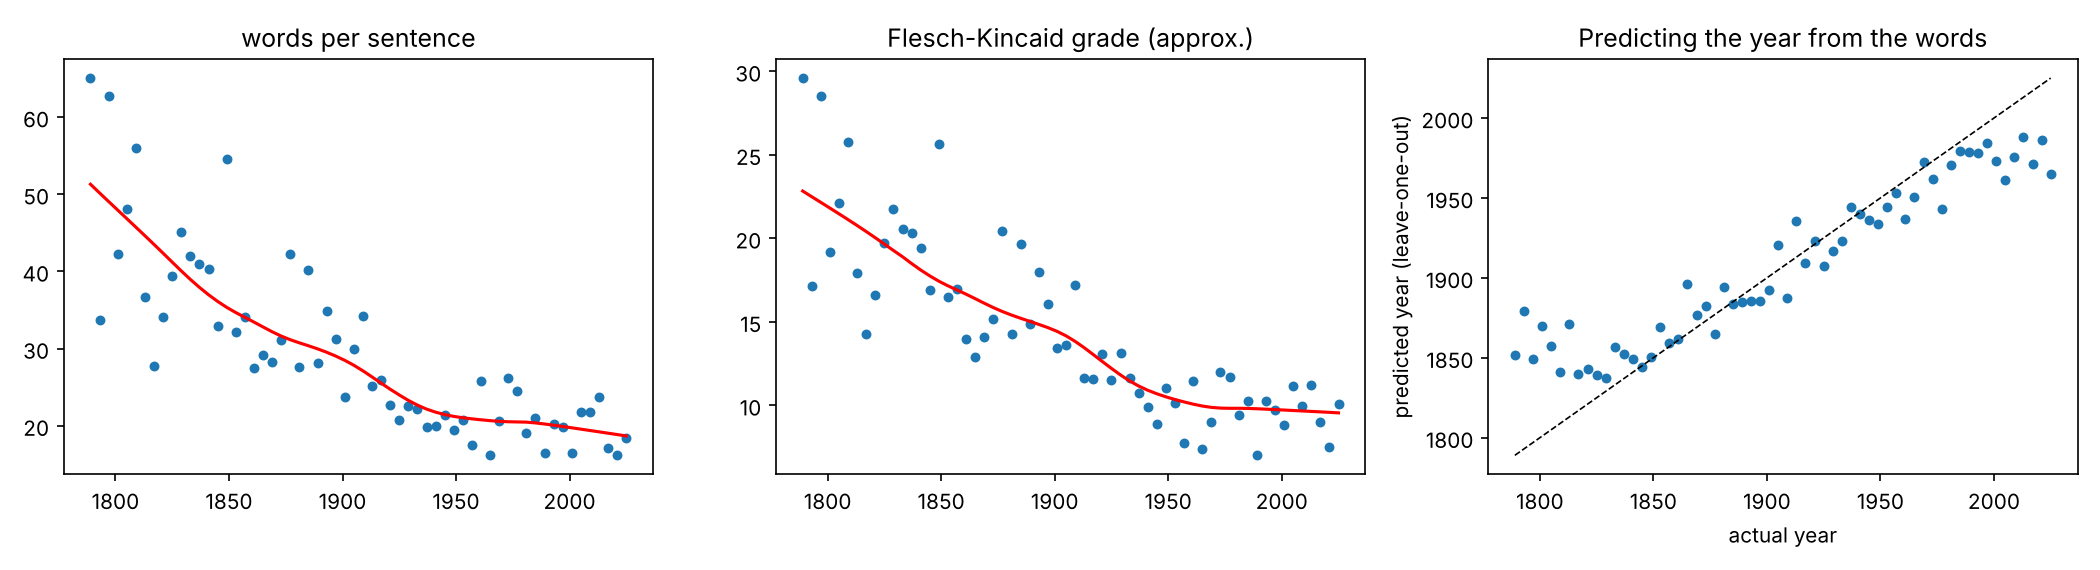 words per sentence
60
50
40
30
20
1800 1850 1900 1950 2000
Flesch-Kincaid grade (approx.)
30
25
20
15
10
1800 1850 1900 1950 2000
Predicting the year from the words
predicted year (leave-one-out)
2000
1950
1900
1850
1800
1800 1850 1900 1950 2000
actual year